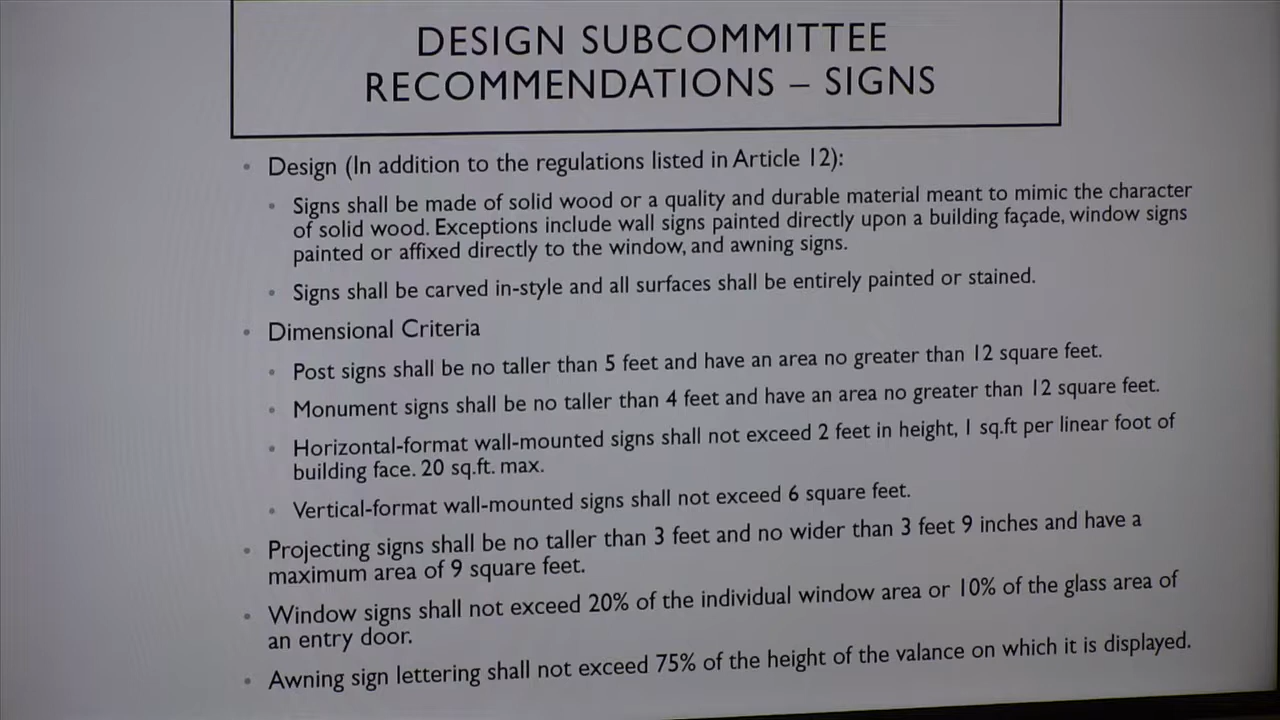 DESIGN SUBCOMMITTEE
RECOMMENDATIONS – SIGNS
• Design (In addition to the regulations listed in Article 12):
• Signs shall be made of solid wood or a quality and durable material meant to mimic the character
of solid wood. Exceptions include wall signs painted directly upon a building façade, window signs
painted or affixed directly to the window, and awning signs.
• Signs shall be carved in-style and all surfaces shall be entirely painted or stained.
• Dimensional Criteria
• Post signs shall be no taller than 5 feet and have an area no greater than 12 square feet.
• Monument signs shall be no taller than 4 feet and have an area no greater than 12 square feet.
• Horizontal-format wall-mounted signs shall not exceed 2 feet in height, 1 sq.ft per linear foot of
building face. 20 sq.ft. max.
• Vertical-format wall-mounted signs shall not exceed 6 square feet.
• Projecting signs shall be no taller than 3 feet and no wider than 3 feet 9 inches and have a
maximum area of 9 square feet.
• Window signs shall not exceed 20% of the individual window area or 10% of the glass area of
an entry door.
• Awning sign lettering shall not exceed 75% of the height of the valance on which it is displayed.